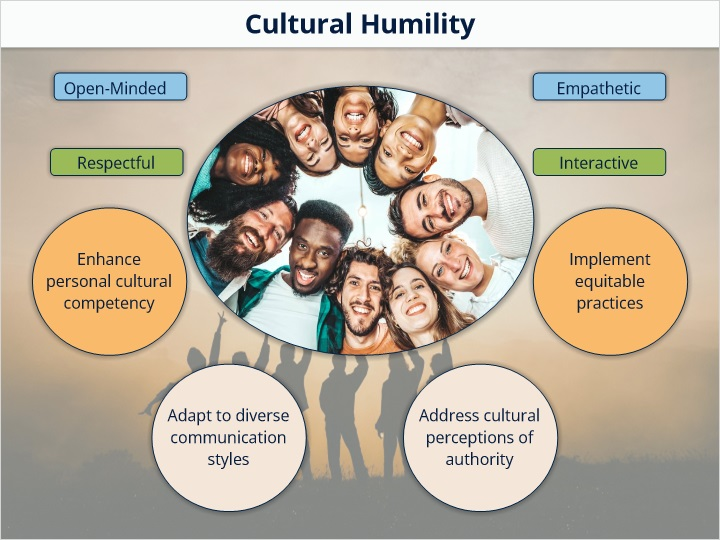 Cultural Humility
Open-Minded
Empathetic
Respectful
Interactive
Enhance
personal cultural
competency
Implement
equitable
practices
Adapt to diverse
communication
styles
Address cultural
perceptions of
authority